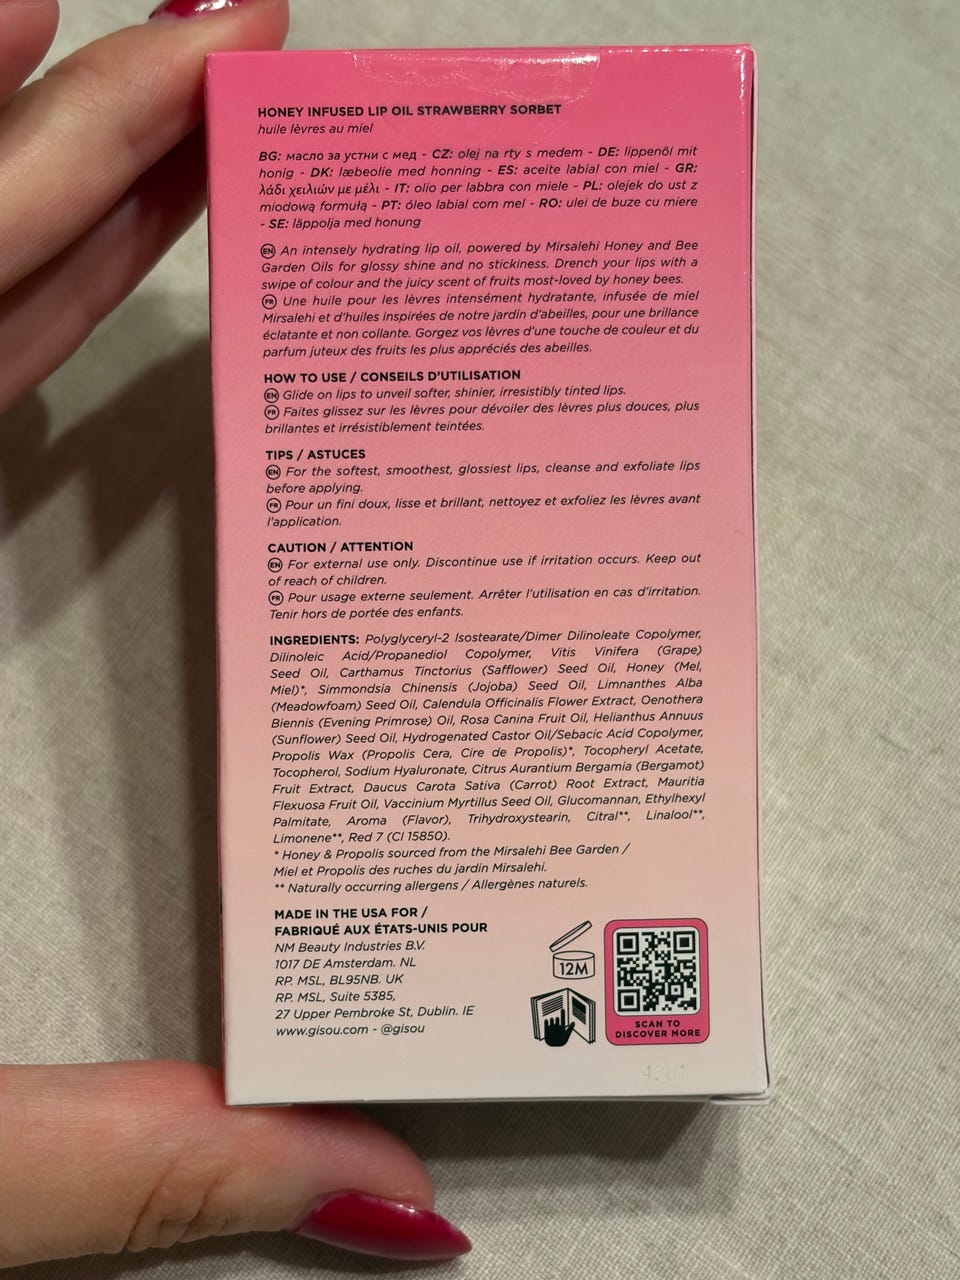 HONEY INFUSED LIP OIL STRAWBERRY SORBET
huile lèvres au miel
BG: масло за устни с мед - CZ: olej na rty s medem - DE: lippenöl mit
honig - DK: læbeolie med honning - ES: aceite labial con miel - GR:
λάδι χειλιών με μέλι - IT: olio per labbra con miele - PL: olejek do ust z
miodową formułą - PT: óleo labial com mel - RO: ulei de buze cu miere
- SE: läppolja med honung
EN An intensely hydrating lip oil, powered by Mirsalehi Honey and Bee
Garden Oils for glossy shine and no stickiness. Drench your lips with a
swipe of colour and the juicy scent of fruits most-loved by honey bees.
FR Une huile pour les lèvres intensément hydratante, infusée de miel
Mirsalehi et d'huiles inspirées de notre jardin d'abeilles, pour une brillance
éclatante et non collante. Gorgez vos lèvres d'une touche de couleur et du
parfum juteux des fruits les plus appréciés des abeilles.
HOW TO USE / CONSEILS D'UTILISATION
EN Glide on lips to unveil softer, shinier, irresistibly tinted lips.
FR Faites glissez sur les lèvres pour dévoiler des lèvres plus douces, plus
brillantes et irrésistiblement teintées.
TIPS / ASTUCES
EN For the softest, smoothest, glossiest lips, cleanse and exfoliate lips
before applying.
FR Pour un fini doux, lisse et brillant, nettoyez et exfoliez les lèvres avant
l'application.
CAUTION / ATTENTION
EN For external use only. Discontinue use if irritation occurs. Keep out
of reach of children.
FR Pour usage externe seulement. Arrêter l'utilisation en cas d'irritation.
Tenir hors de portée des enfants.
INGREDIENTS: Polyglyceryl-2 Isostearate/Dimer Dilinoleate Copolymer,
Dilinoleic Acid/Propanediol Copolymer, Vitis Vinifera (Grape)
Seed Oil, Carthamus Tinctorius (Safflower) Seed Oil, Honey (Mel,
Miel)*, Simmondsia Chinensis (Jojoba) Seed Oil, Limnanthes Alba
(Meadowfoam) Seed Oil, Calendula Officinalis Flower Extract, Oenothera
Biennis (Evening Primrose) Oil, Rosa Canina Fruit Oil, Helianthus Annuus
(Sunflower) Seed Oil, Hydrogenated Castor Oil/Sebacic Acid Copolymer,
Propolis Wax (Propolis Cera, Cire de Propolis)*, Tocopheryl Acetate,
Tocopherol, Sodium Hyaluronate, Citrus Aurantium Bergamia (Bergamot)
Fruit Extract, Daucus Carota Sativa (Carrot) Root Extract, Mauritia
Flexuosa Fruit Oil, Vaccinium Myrtillus Seed Oil, Glucomannan, Ethylhexyl
Palmitate, Aroma (Flavor), Trihydroxystearin, Citral**, Linalool**,
Limonene**, Red 7 (CI 15850).
* Honey & Propolis sourced from the Mirsalehi Bee Garden /
Miel et Propolis des ruches du jardin Mirsalehi.
** Naturally occurring allergens / Allergènes naturels.
MADE IN THE USA FOR /
FABRIQUÉ AUX ÉTATS-UNIS POUR
NM Beauty Industries B.V.
1017 DE Amsterdam. NL
RP. MSL, BL95NB. UK
RP. MSL, Suite 5385,
27 Upper Pembroke St, Dublin. IE
www.gisou.com - @gisou
12M
SCAN TO
DISCOVER MORE